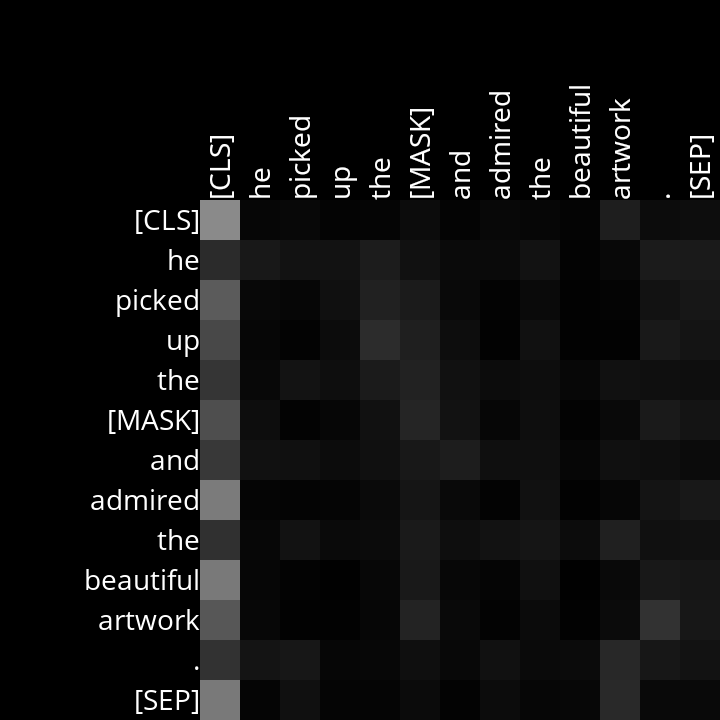 [CLS] he picked up the [MASK] and admired the beautiful artwork . [SEP]
[CLS]
he
picked
up
the
[MASK]
and
admired
the
beautiful
artwork
.
[SEP]